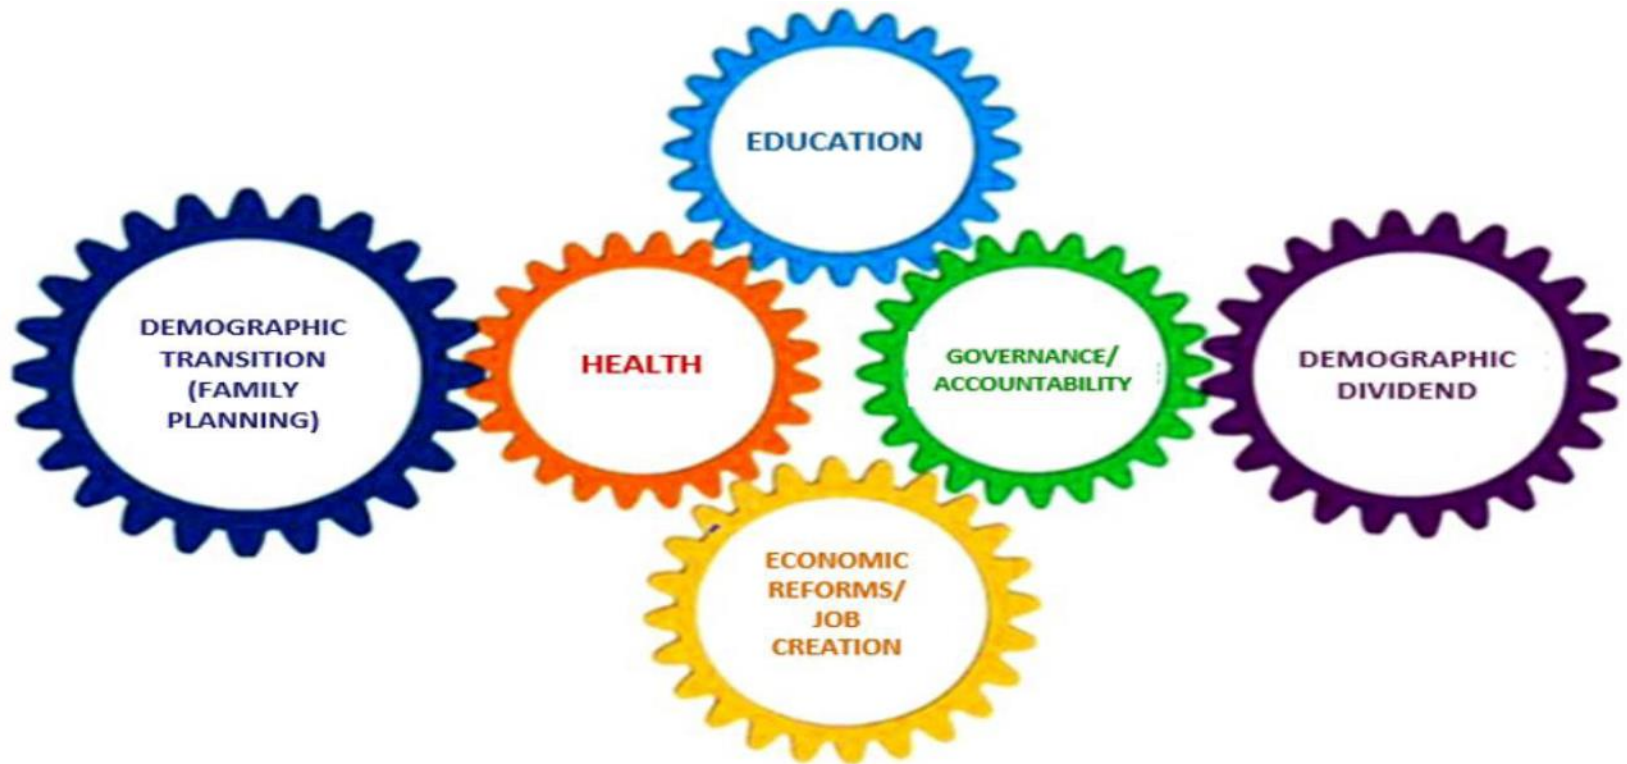 EDUCATION
DEMOGRAPHIC
TRANSITION
(FAMILY
PLANNING)
HEALTH
GOVERNANCE/
ACCOUNTABILITY
DEMOGRAPHIC
DIVIDEND
ECONOMIC
REFORMS/
JOB
CREATION